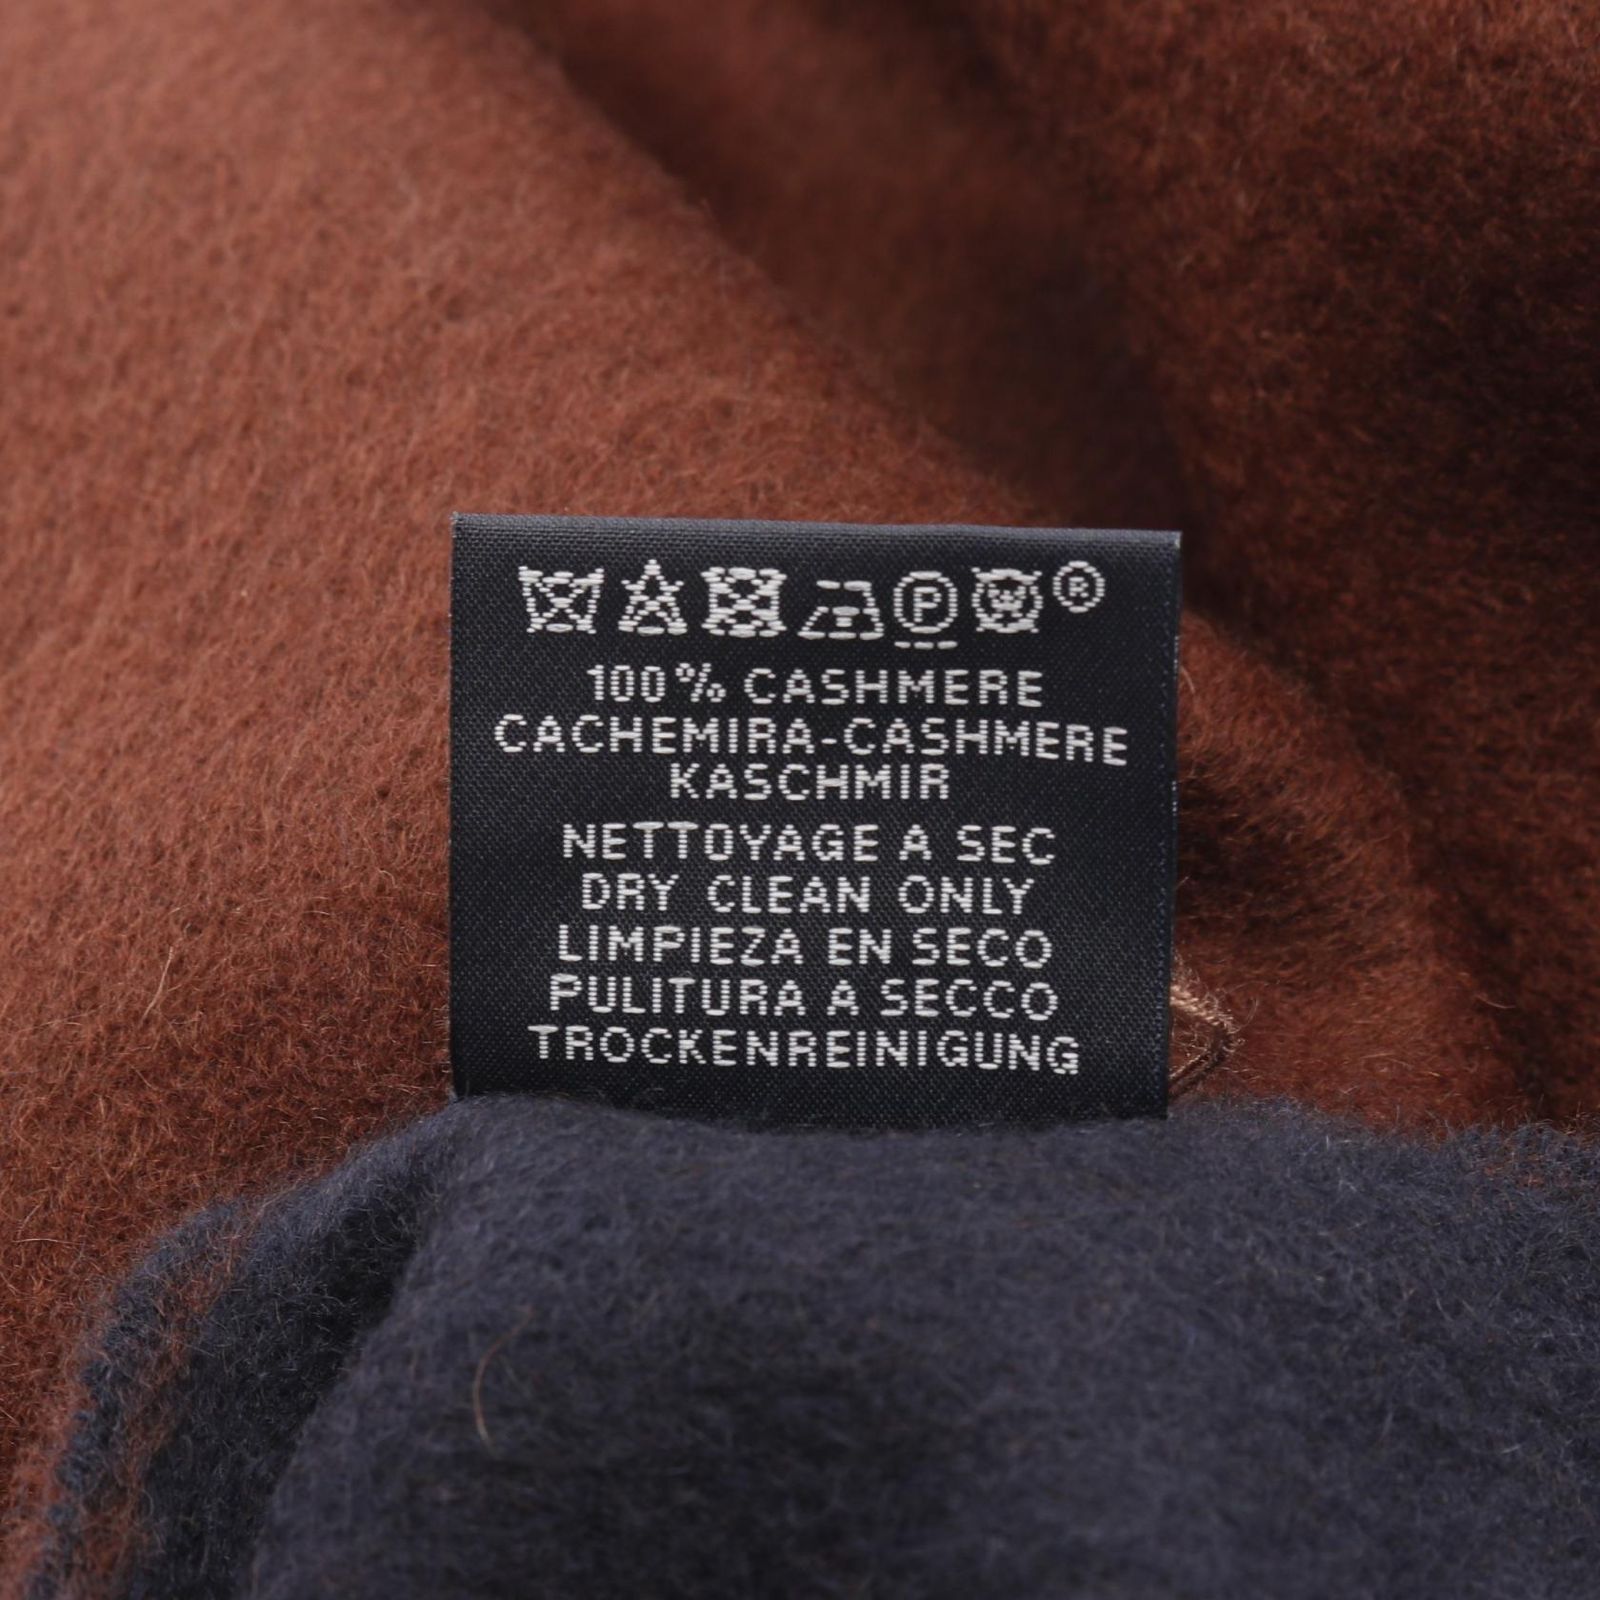 P W ®
100% CASHMERE
CACHEMIRA-CASHMERE
KASCHMIR
NETTOYAGE A SEC
DRY CLEAN ONLY
LIMPIEZA EN SECO
PULITURA A SECCO
TROCKENREINIGUNG